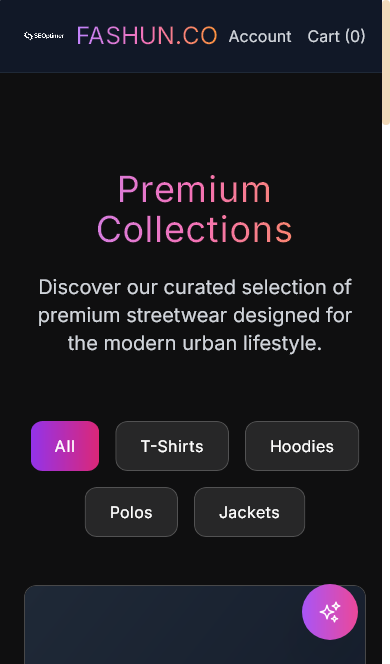 SEOptimer FASHUN.CO Account Cart (0)
Premium
Collections
Discover our curated selection of
premium streetwear designed for
the modern urban lifestyle.
All T-Shirts Hoodies
Polos Jackets